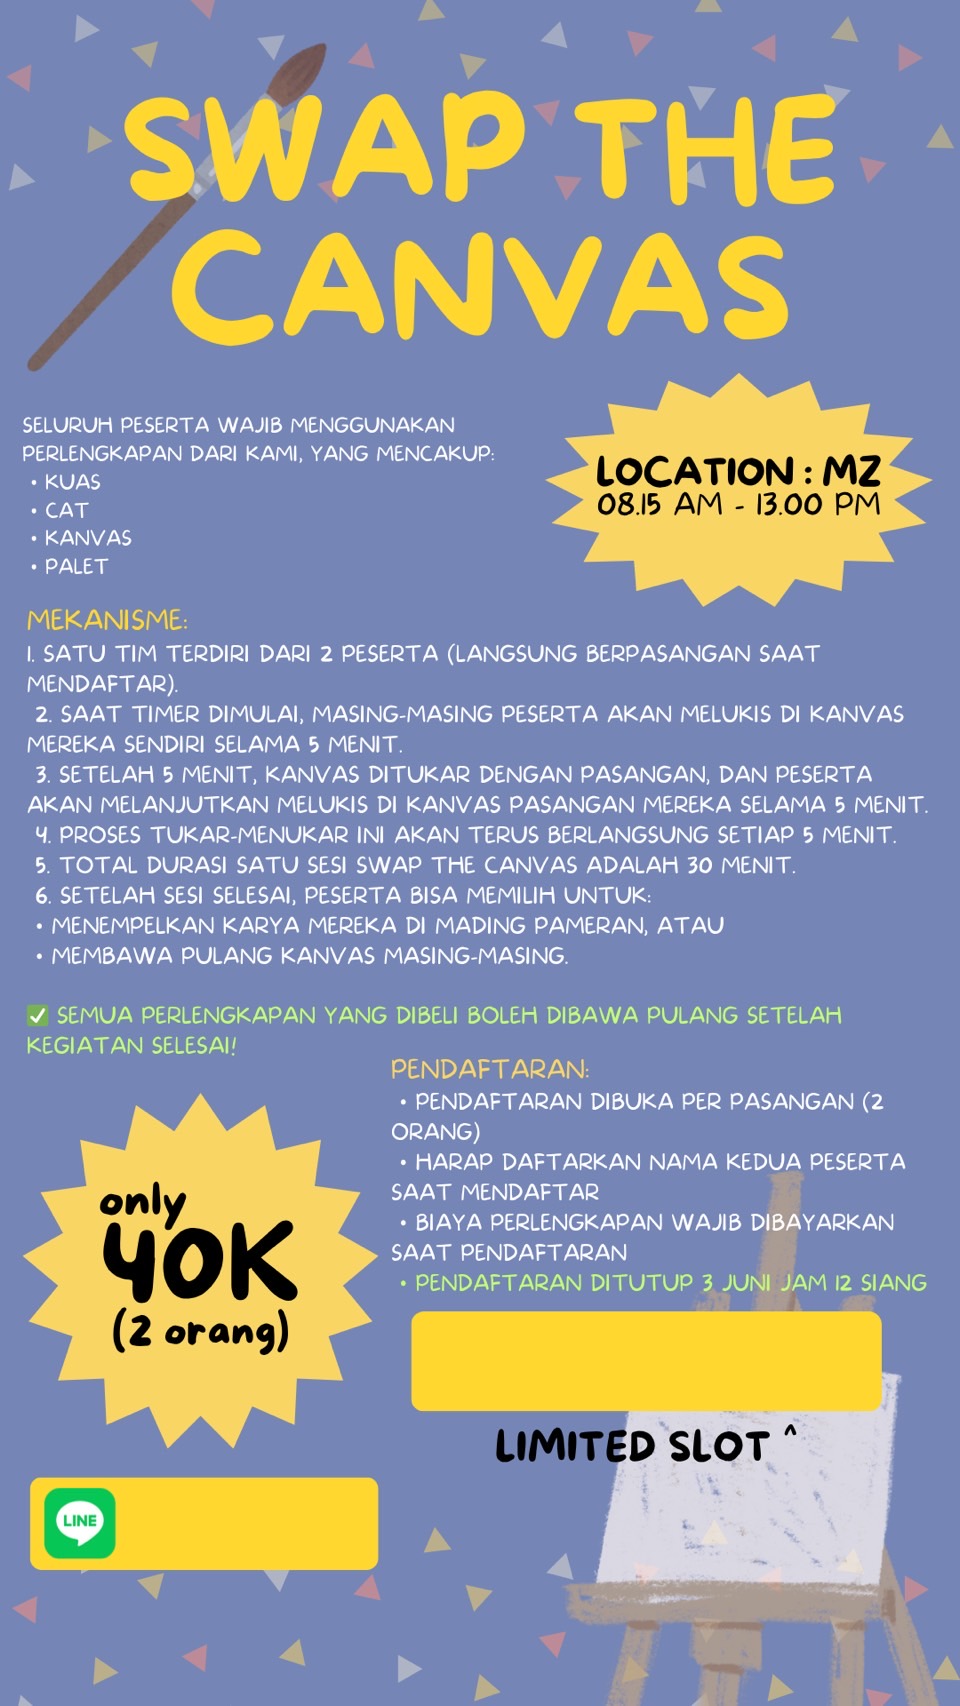 SWAP THE
CANVAS
SELURUH PESERTA WAJIB MENGGUNAKAN
PERLENGKAPAN DARI KAMI, YANG MENCAKUP:
• KUAS
• CAT
• KANVAS
• PALET
LOCATION : MZ
08.15 AM - 13.00 PM
MEKANISME:
1. SATU TIM TERDIRI DARI 2 PESERTA (LANGSUNG BERPASANGAN SAAT
MENDAFTAR).
2. SAAT TIMER DIMULAI, MASING-MASING PESERTA AKAN MELUKIS DI KANVAS
MEREKA SENDIRI SELAMA 5 MENIT.
3. SETELAH 5 MENIT, KANVAS DITUKAR DENGAN PASANGAN, DAN PESERTA
AKAN MELANJUTKAN MELUKIS DI KANVAS PASANGAN MEREKA SELAMA 5 MENIT.
4. PROSES TUKAR-MENUKAR INI AKAN TERUS BERLANGSUNG SETIAP 5 MENIT.
5. TOTAL DURASI SATU SESI SWAP THE CANVAS ADALAH 30 MENIT.
6. SETELAH SESI SELESAI, PESERTA BISA MEMILIH UNTUK:
• MENEMPELKAN KARYA MEREKA DI MADING PAMERAN, ATAU
• MEMBAWA PULANG KANVAS MASING-MASING.
✅ SEMUA PERLENGKAPAN YANG DIBELI BOLEH DIBAWA PULANG SETELAH
KEGIATAN SELESAI!
PENDAFTARAN:
• PENDAFTARAN DIBUKA PER PASANGAN (2
ORANG)
• HARAP DAFTARKAN NAMA KEDUA PESERTA
SAAT MENDAFTAR
• BIAYA PERLENGKAPAN WAJIB DIBAYARKAN
SAAT PENDAFTARAN
• PENDAFTARAN DITUTUP 3 JUNI JAM 12 SIANG
only
40K
(2 orang)
LIMITED SLOT ^
LINE